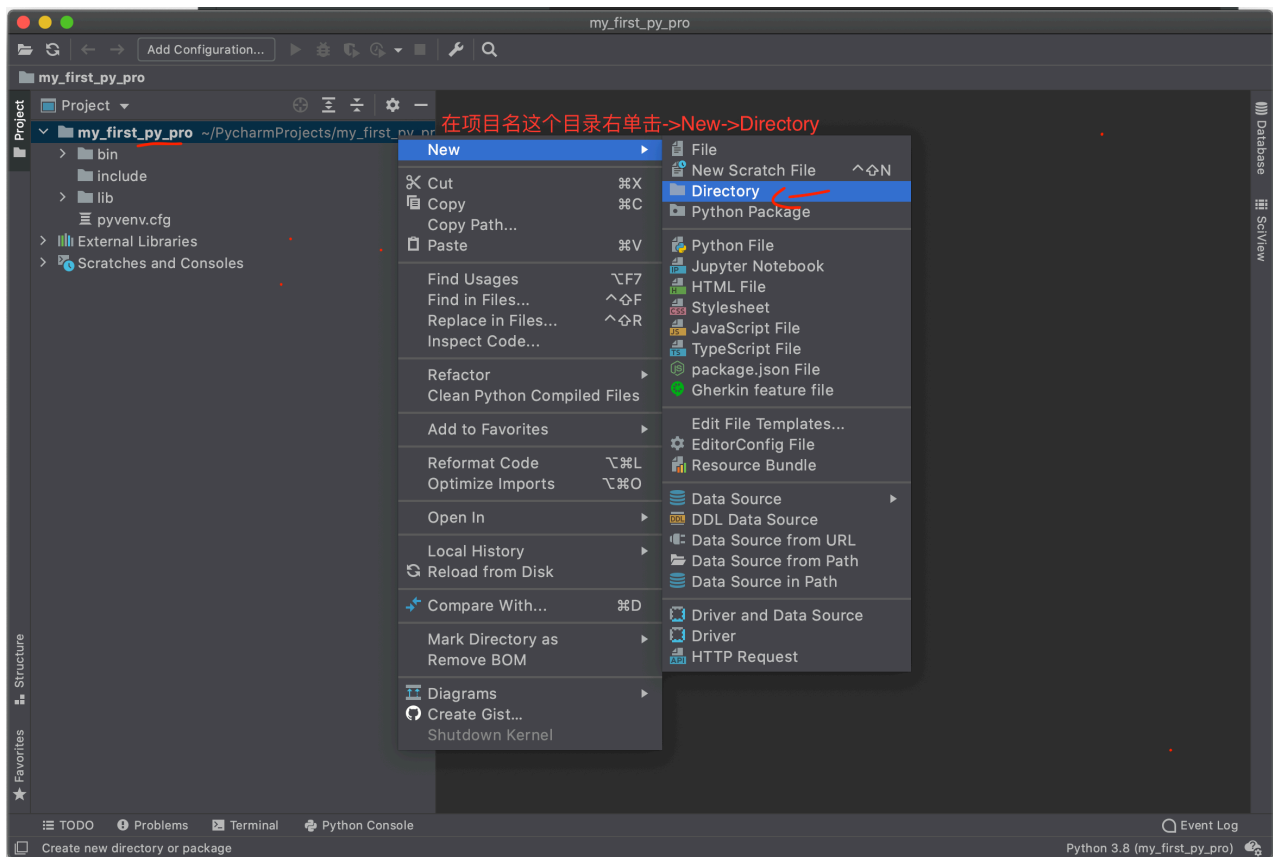 my_first_py_pro
Add Configuration...
my_first_py_pro
Project
Project
my_first_py_pro ~/PycharmProjects/my_first_py_pr
bin
include
lib
pyvenv.cfg
External Libraries
Scratches and Consoles
在项目名这个目录右单击->New->Directory
New
Cut ⌘X
Copy ⌘C
Copy Path...
Paste ⌘V
Find Usages ⌥F7
Find in Files... ^⇧F
Replace in Files... ^⇧R
Inspect Code...
Refactor
Clean Python Compiled Files
Add to Favorites
Reformat Code ⌥⌘L
Optimize Imports ⌥⌘O
Open In
Local History
Reload from Disk
Compare With... ⌘D
Mark Directory as
Remove BOM
Diagrams
Create Gist...
Shutdown Kernel
File
New Scratch File ^⇧N
Directory
Python Package
Python File
Jupyter Notebook
HTML File
Stylesheet
JavaScript File
TypeScript File
package.json File
Gherkin feature file
Edit File Templates...
EditorConfig File
Resource Bundle
Data Source
DDL Data Source
Data Source from URL
Data Source from Path
Data Source in Path
Driver and Data Source
Driver
HTTP Request
Database
SciView
Structure
Favorites
TODO Problems Terminal Python Console Event Log
Create new directory or package Python 3.8 (my_first_py_pro)